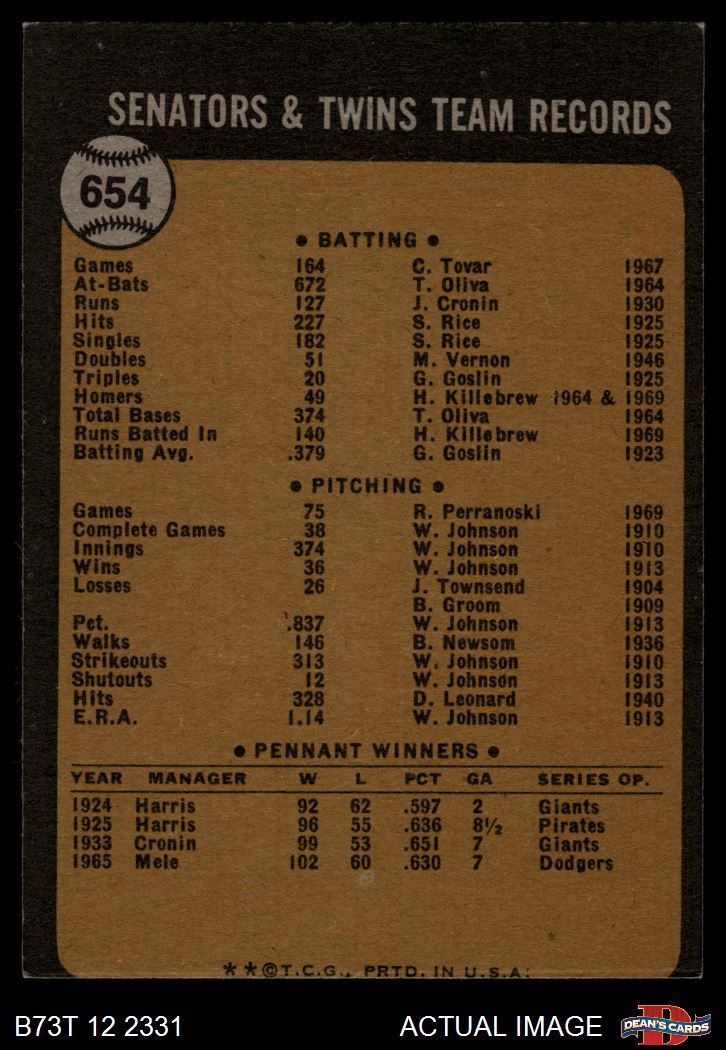 SENATORS & TWINS TEAM RECORDS
654
• BATTING •
Games 164 C. Tovar 1967
At-Bats 672 T. Oliva 1964
Runs 127 J. Cronin 1930
Hits 227 S. Rice 1925
Singles 182 S. Rice 1925
Doubles 51 M. Vernon 1946
Triples 20 G. Goslin 1925
Homers 49 H. Killebrew 1964 & 1969
Total Bases 374 T. Oliva 1964
Runs Batted In 140 H. Killebrew 1969
Batting Avg. .379 G. Goslin 1923
• PITCHING •
Games 75 R. Perranoski 1969
Complete Games 38 W. Johnson 1910
Innings 374 W. Johnson 1910
Wins 36 W. Johnson 1913
Losses 26 J. Townsend 1904
B. Groom 1909
Pct. .837 W. Johnson 1913
Walks 146 B. Newsom 1936
Strikeouts 313 W. Johnson 1910
Shutouts 12 W. Johnson 1913
Hits 328 D. Leonard 1940
E.R.A. 1.14 W. Johnson 1913
• PENNANT WINNERS •
YEAR MANAGER W L PCT GA SERIES OP.
1924 Harris 92 62 .597 2 Giants
1925 Harris 96 55 .636 8½ Pirates
1933 Cronin 99 53 .651 7 Giants
1965 Mele 102 60 .630 7 Dodgers
**©T.C.G., PRTD. IN U.S.A.
B73T 12 2331 ACTUAL IMAGE
D
DEAN'S CARDS